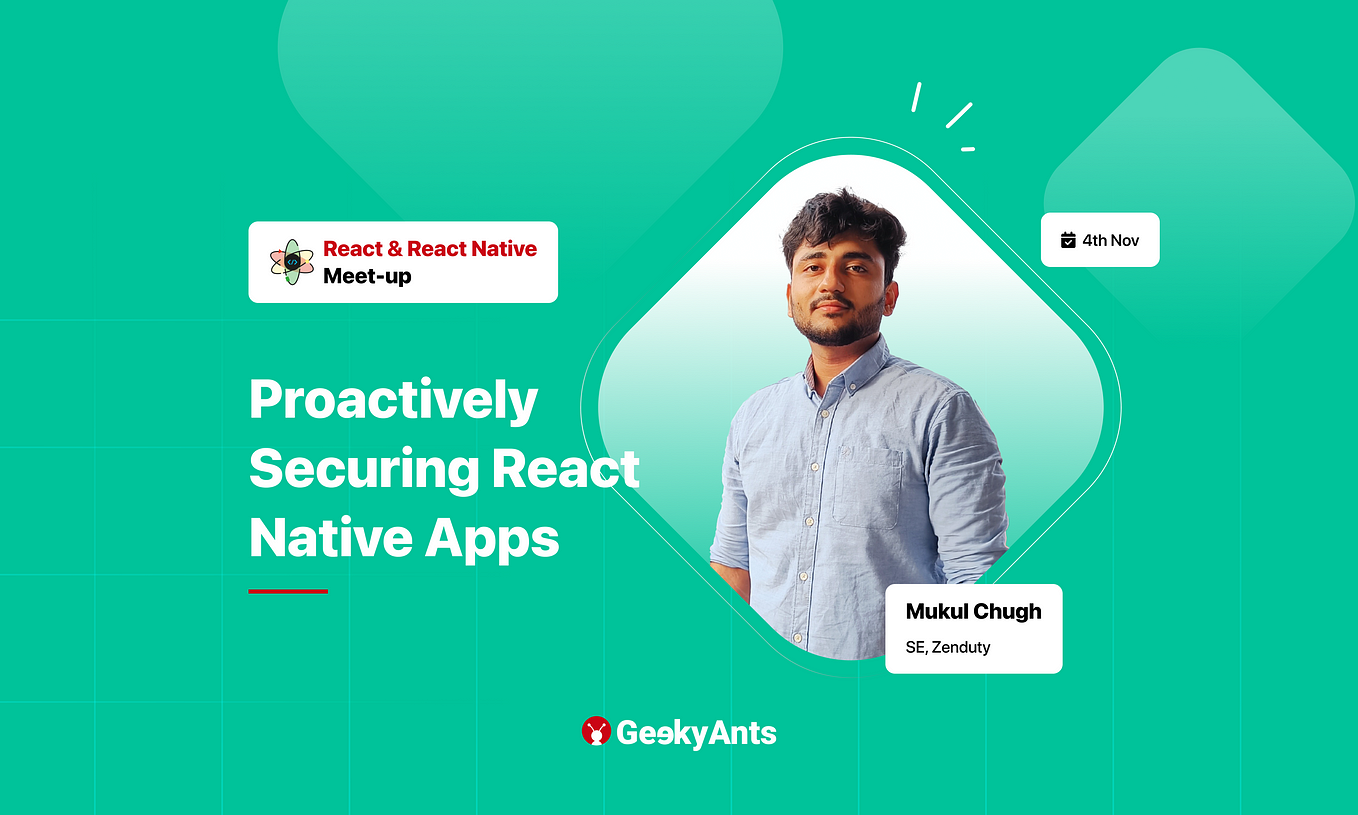 React & React Native
Meet-up
4th Nov
Proactively
Securing React
Native Apps
Mukul Chugh
SE, Zenduty
GeekyAnts